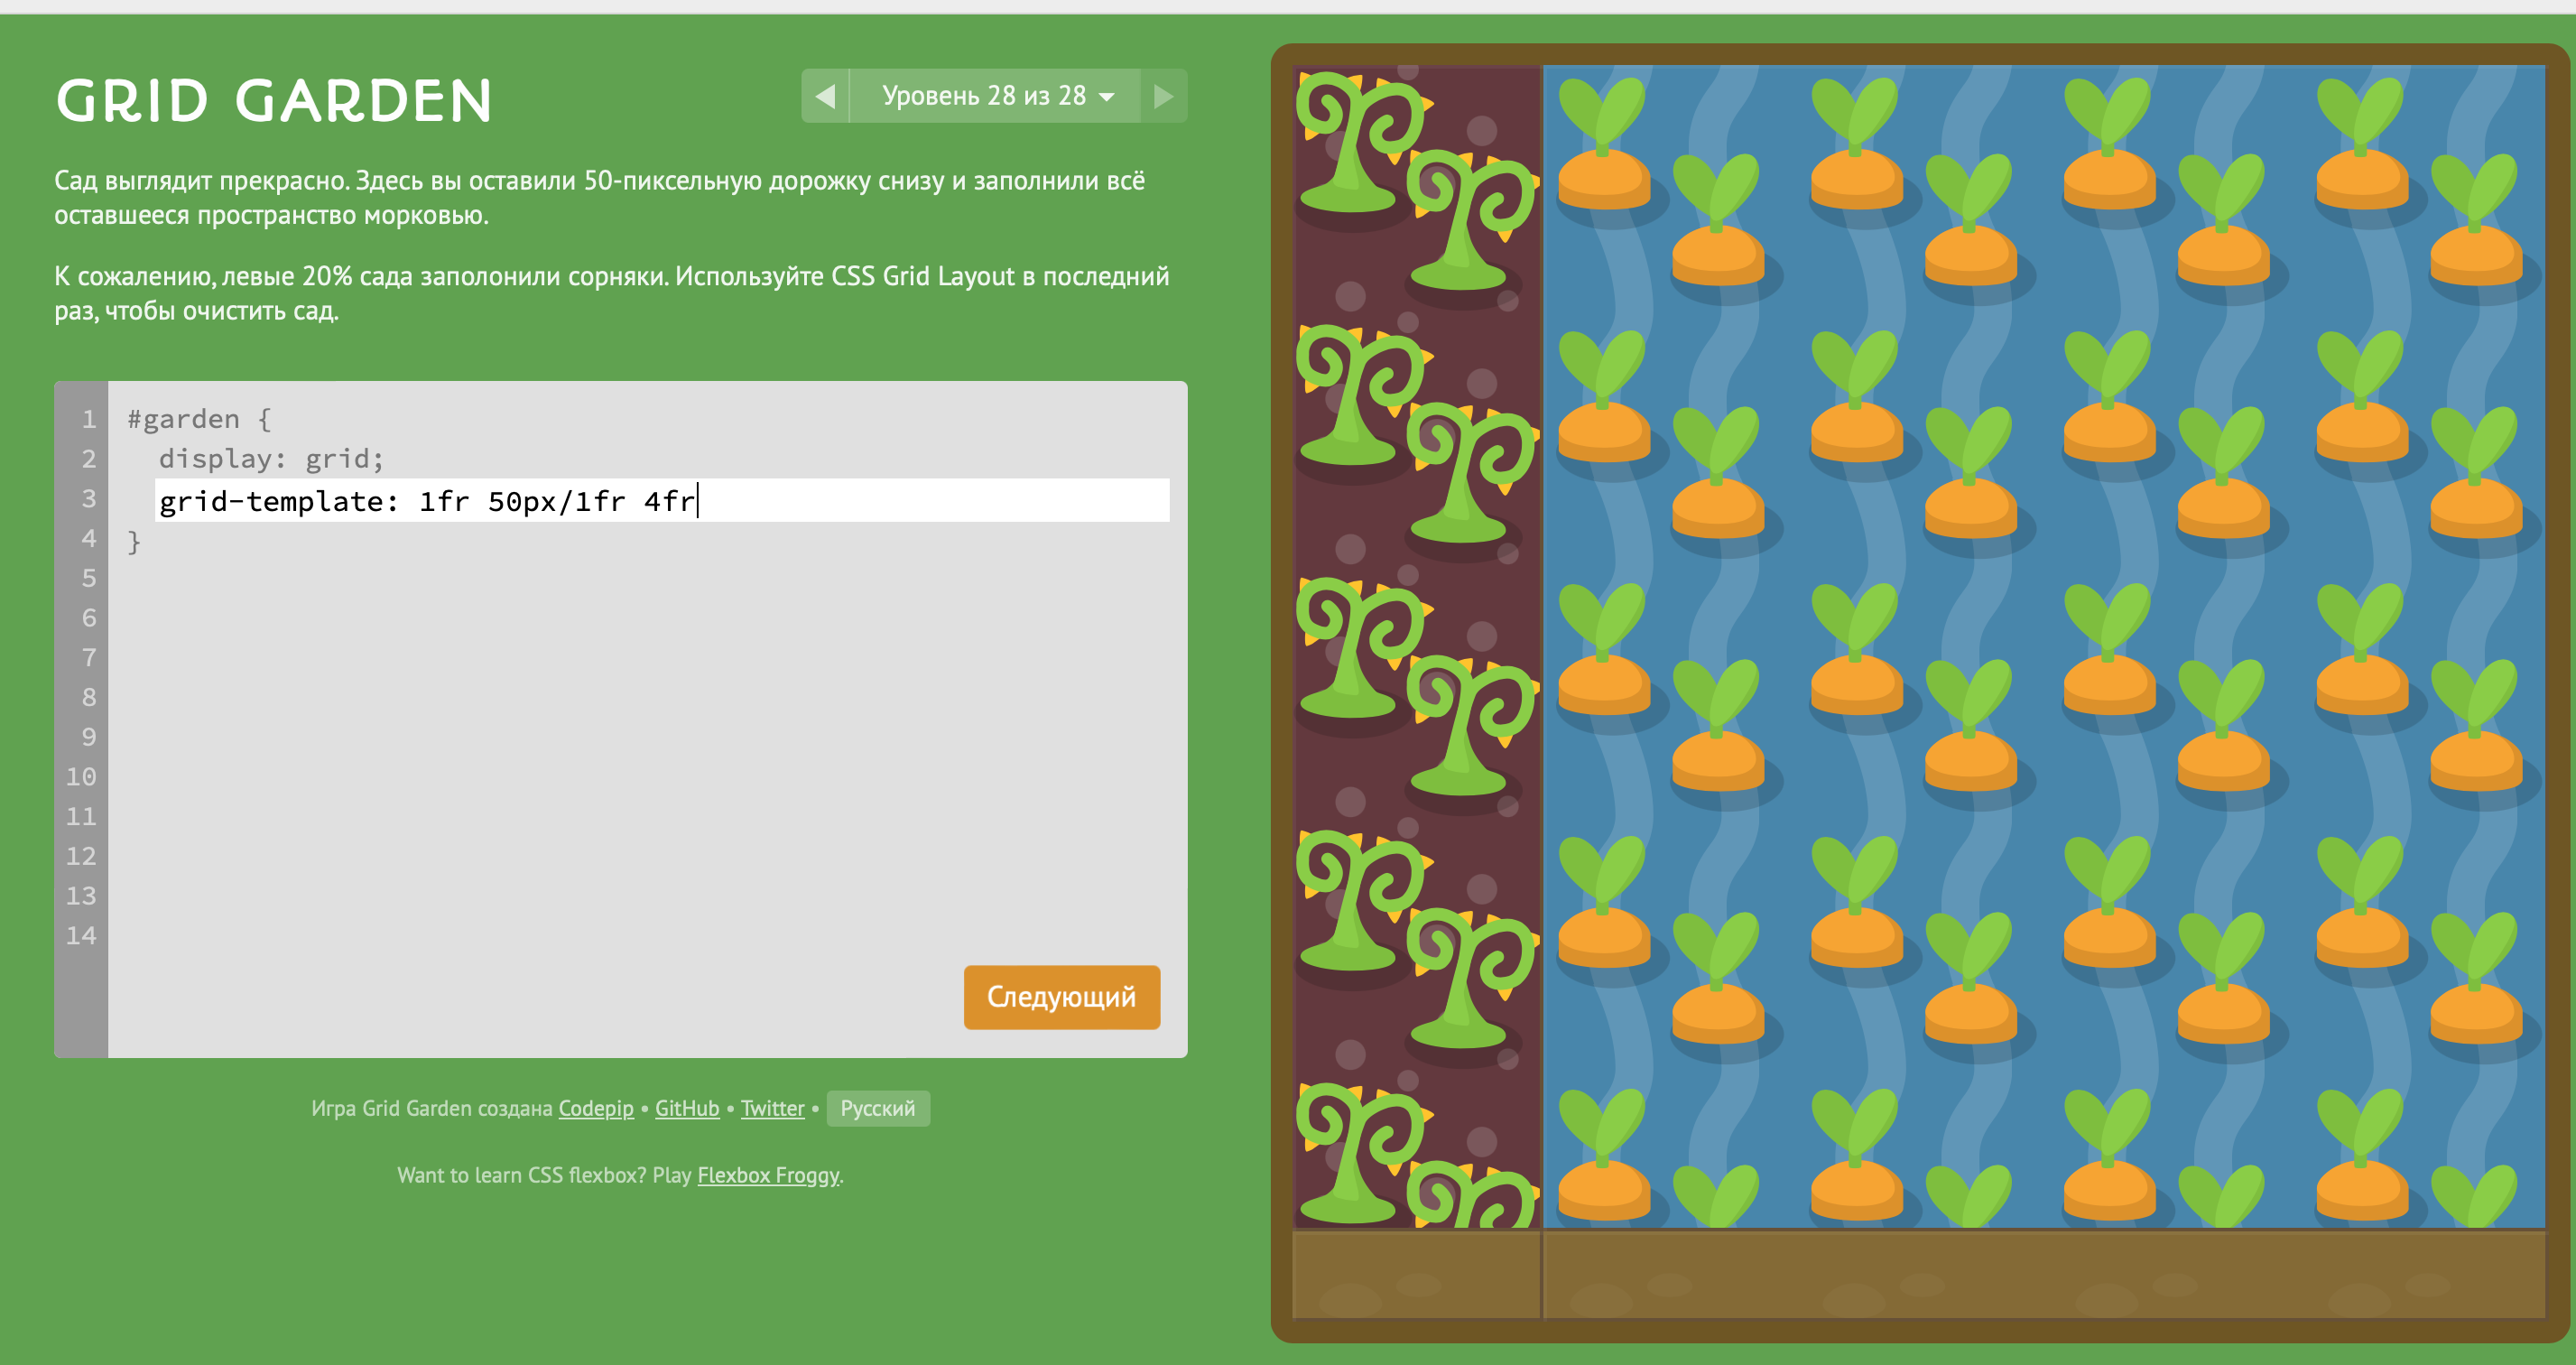 GRID GARDEN
Уровень 28 из 28
Сад выглядит прекрасно. Здесь вы оставили 50-пиксельную дорожку снизу и заполнили всё
оставшееся пространство морковью.
К сожалению, левые 20% сада заполонили сорняки. Используйте CSS Grid Layout в последний
раз, чтобы очистить сад.
1 #garden {
2 display: grid;
3 grid-template: 1fr 50px/1fr 4fr
4 }
5
6
7
8
9
10
11
12
13
14
Следующий
Игра Grid Garden создана Codepip • GitHub • Twitter • Русский
Want to learn CSS flexbox? Play Flexbox Froggy.